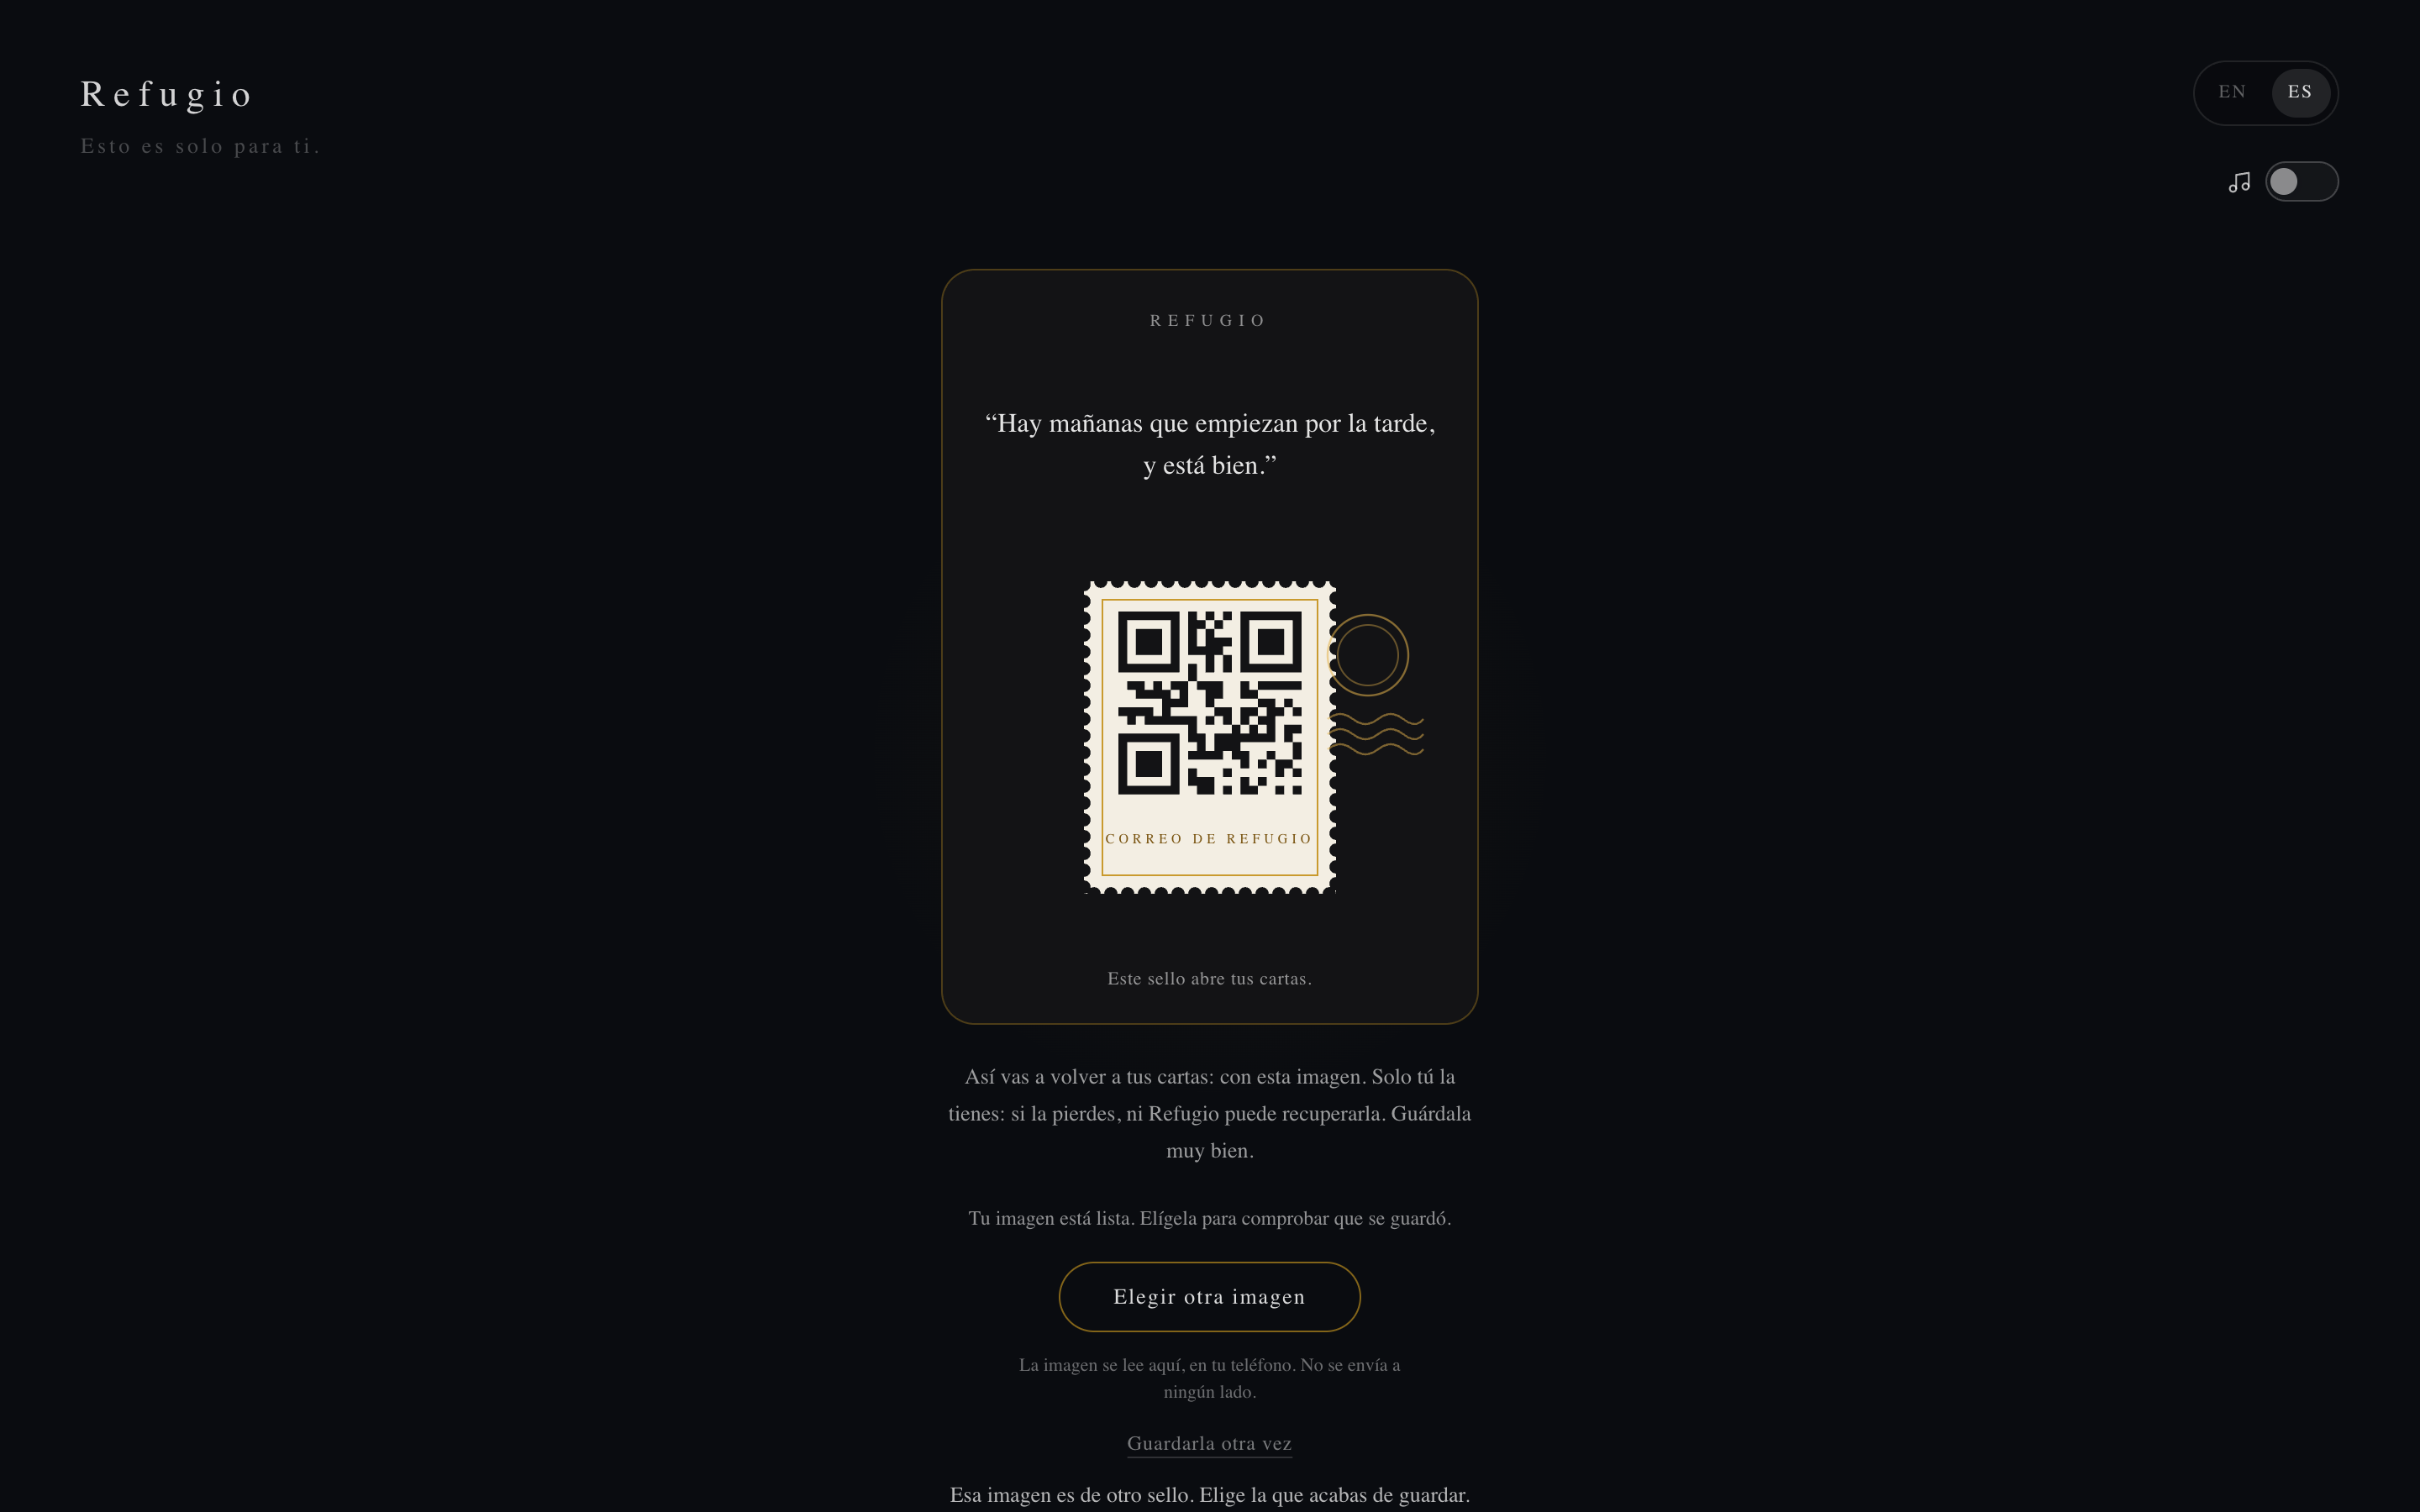 Refugio
Esto es solo para ti.
EN ES
REFUGIO
“Hay mañanas que empiezan por la tarde,
y está bien.”
CORREO DE REFUGIO
Este sello abre tus cartas.
Así vas a volver a tus cartas: con esta imagen. Solo tú la
tienes: si la pierdes, ni Refugio puede recuperarla. Guárdala
muy bien.
Tu imagen está lista. Elígela para comprobar que se guardó.
Elegir otra imagen
La imagen se lee aquí, en tu teléfono. No se envía a
ningún lado.
Guardarla otra vez
Esa imagen es de otro sello. Elige la que acabas de guardar.